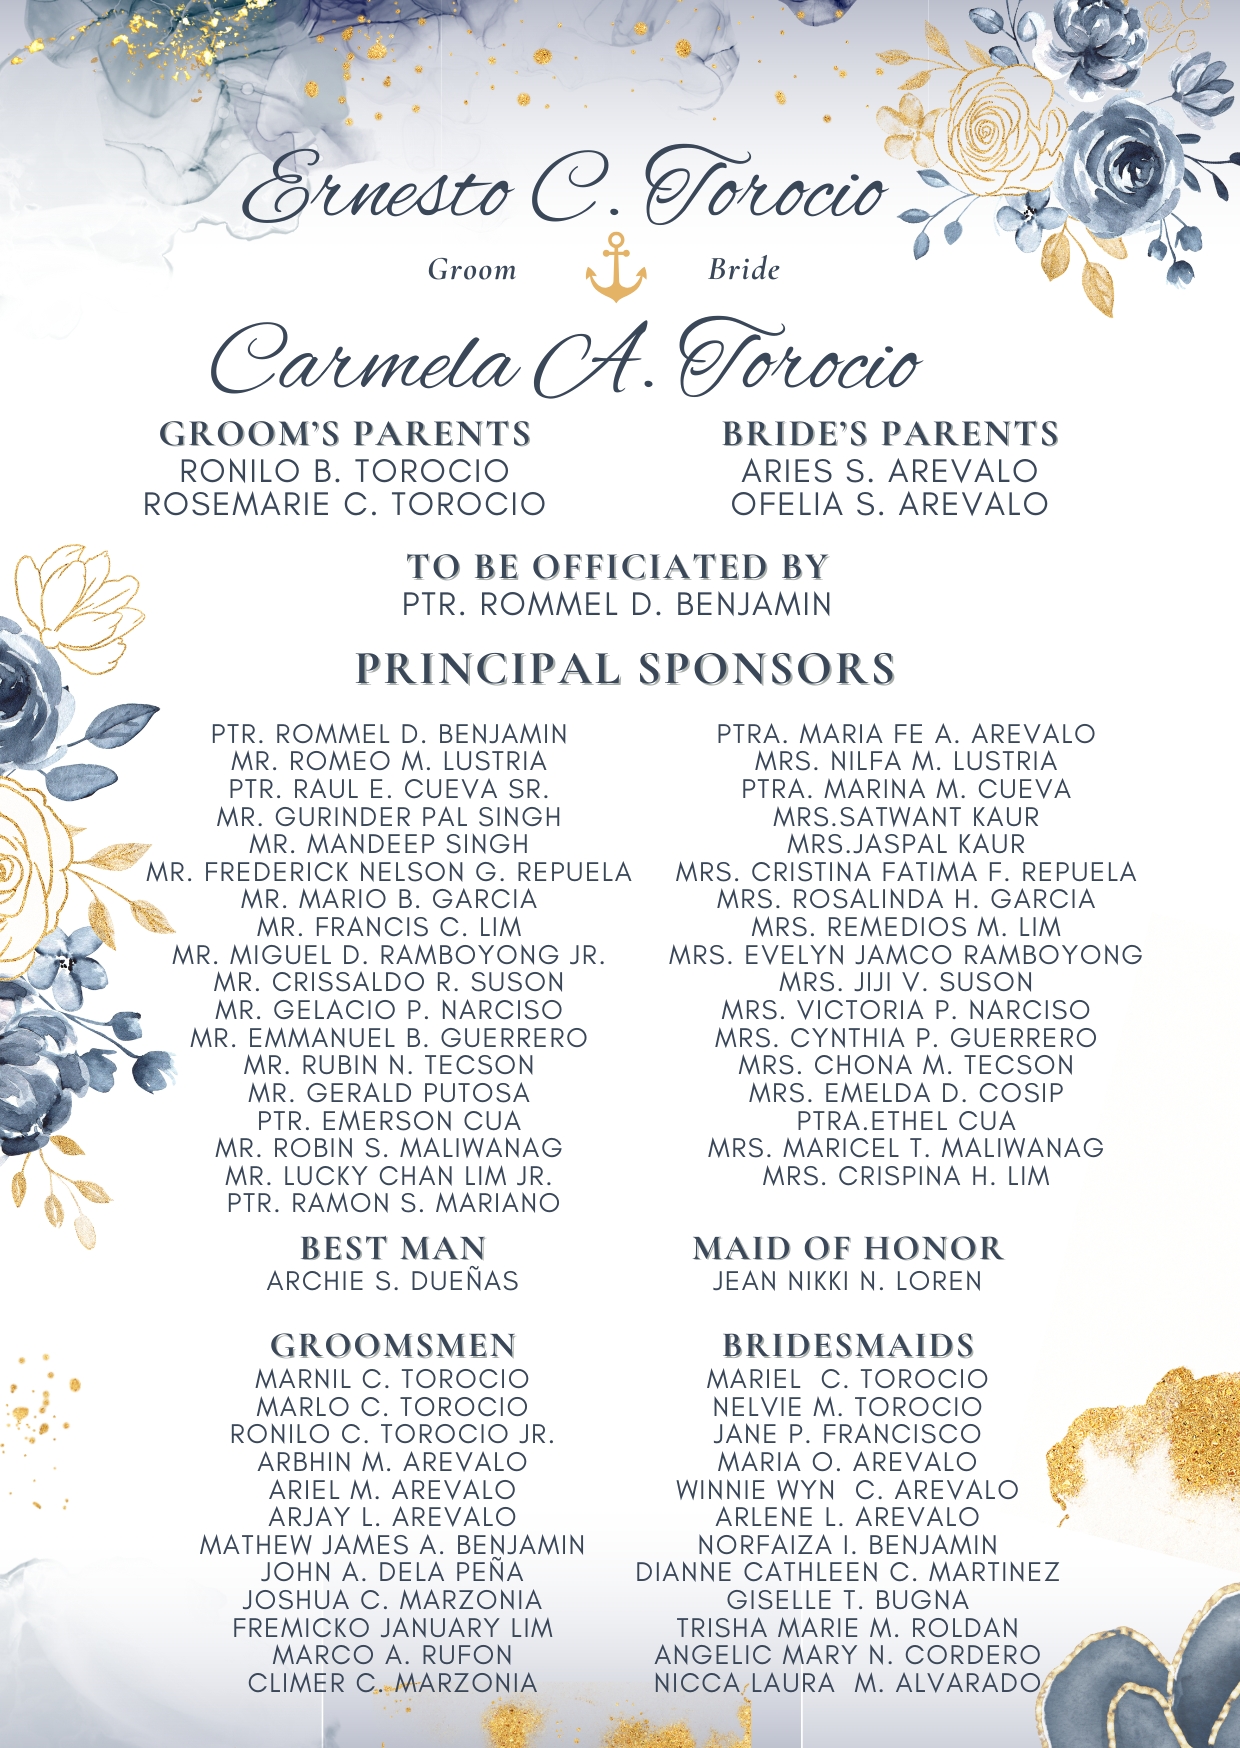 Ernesto C. Torocio
Groom
Bride
Carmela A. Torocio
GROOM'S PARENTS
RONILO B. TOROCIO
ROSEMARIE C. TOROCIO
BRIDE'S PARENTS
ARIES S. AREVALO
OFELIA S. AREVALO
TO BE OFFICIATED BY
PTR. ROMMEL D. BENJAMIN
PRINCIPAL SPONSORS
PTR. ROMMEL D. BENJAMIN
MR. ROMEO M. LUSTRIA
PTR. RAUL E. CUEVA SR.
MR. GURINDER PAL SINGH
MR. MANDEEP SINGH
MR. FREDERICK NELSON G. REPUELA
MR. MARIO B. GARCIA
MR. FRANCIS C. LIM
MR. MIGUEL D. RAMBOYONG JR.
MR. CRISSALDO R. SUSON
MR. GELACIO P. NARCISO
MR. EMMANUEL B. GUERRERO
MR. RUBIN N. TECSON
MR. GERALD PUTOSA
PTR. EMERSON CUA
MR. ROBIN S. MALIWANAG
MR. LUCKY CHAN LIM JR.
PTR. RAMON S. MARIANO
PTRA. MARIA FE A. AREVALO
MRS. NILFA M. LUSTRIA
PTRA. MARINA M. CUEVA
MRS.SATWANT KAUR
MRS.JASPAL KAUR
MRS. CRISTINA FATIMA F. REPUELA
MRS. ROSALINDA H. GARCIA
MRS. REMEDIOS M. LIM
MRS. EVELYN JAMCO RAMBOYONG
MRS. JIJI V. SUSON
MRS. VICTORIA P. NARCISO
MRS. CYNTHIA P. GUERRERO
MRS. CHONA M. TECSON
MRS. EMELDA D. COSIP
PTRA.ETHEL CUA
MRS. MARICEL T. MALIWANAG
MRS. CRISPINA H. LIM
BEST MAN
ARCHIE S. DUEÑAS
MAID OF HONOR
JEAN NIKKI N. LOREN
GROOMSMEN
MARNIL C. TOROCIO
MARLO C. TOROCIO
RONILO C. TOROCIO JR.
ARBHIN M. AREVALO
ARIEL M. AREVALO
ARJAY L. AREVALO
MATHEW JAMES A. BENJAMIN
JOHN A. DELA PEÑA
JOSHUA C. MARZONIA
FREMICKO JANUARY LIM
MARCO A. RUFON
CLIMER C. MARZONIA
BRIDESMAIDS
MARIEL  C. TOROCIO
NELVIE M. TOROCIO
JANE P. FRANCISCO
MARIA O. AREVALO
WINNIE WYN  C. AREVALO
ARLENE L. AREVALO
NORFAIZA I. BENJAMIN
DIANNE CATHLEEN C. MARTINEZ
GISELLE T. BUGNA
TRISHA MARIE M. ROLDAN
ANGELIC MARY N. CORDERO
NICCA LAURA  M. ALVARADO